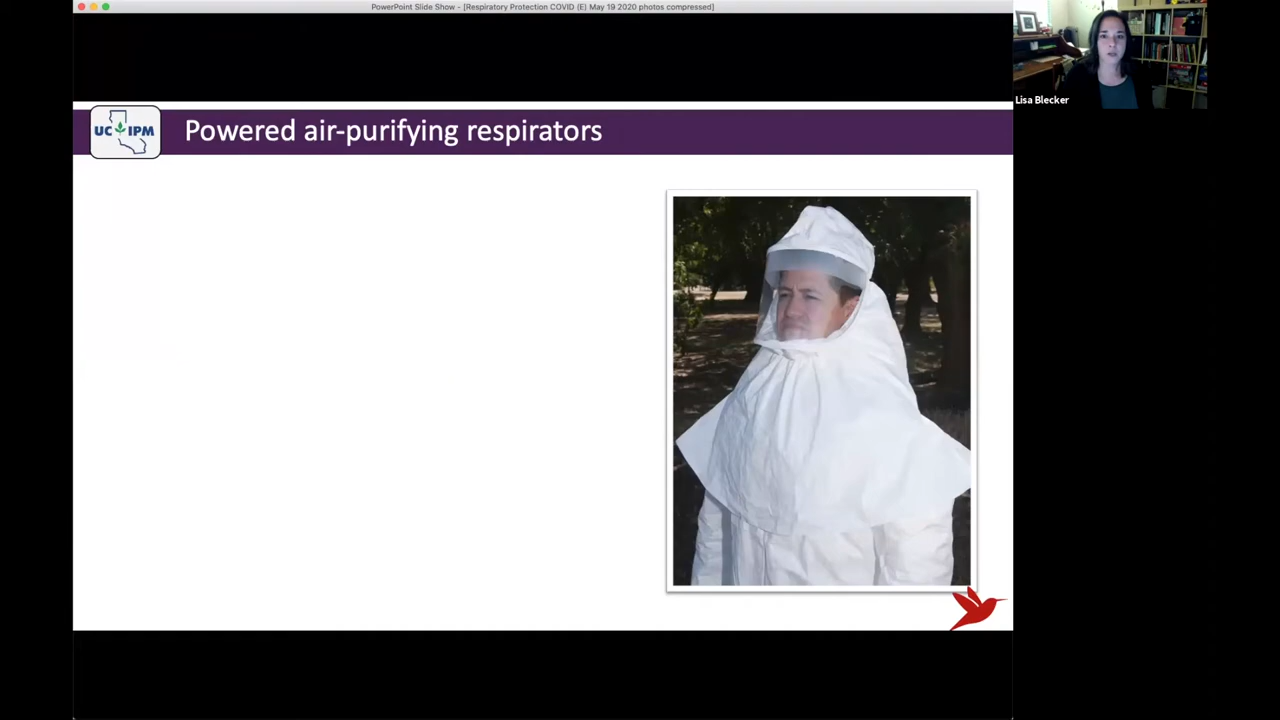 PowerPoint Slide Show - [Respiratory Protection COVID (E) May 19 2020 photos compressed]
Lisa Blecker
UC IPM
Powered air-purifying respirators